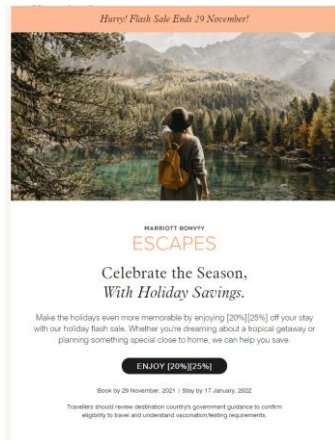 Hurry! Flash Sale Ends 29 November!
MARRIOTT BONVOY
ESCAPES
Celebrate the Season,
With Holiday Savings.
Make the holidays even more memorable by enjoying [20%][25%] off your stay
with our holiday flash sale. Whether you're dreaming about a tropical getaway or
planning something special close to home, we can help you save.
ENJOY [20%][25%]
Book by 29 November, 2021 | Stay by 17 January, 2022
Travellers should review destination country's government guidance to confirm
eligibility to travel and understand vaccination/testing requirements.